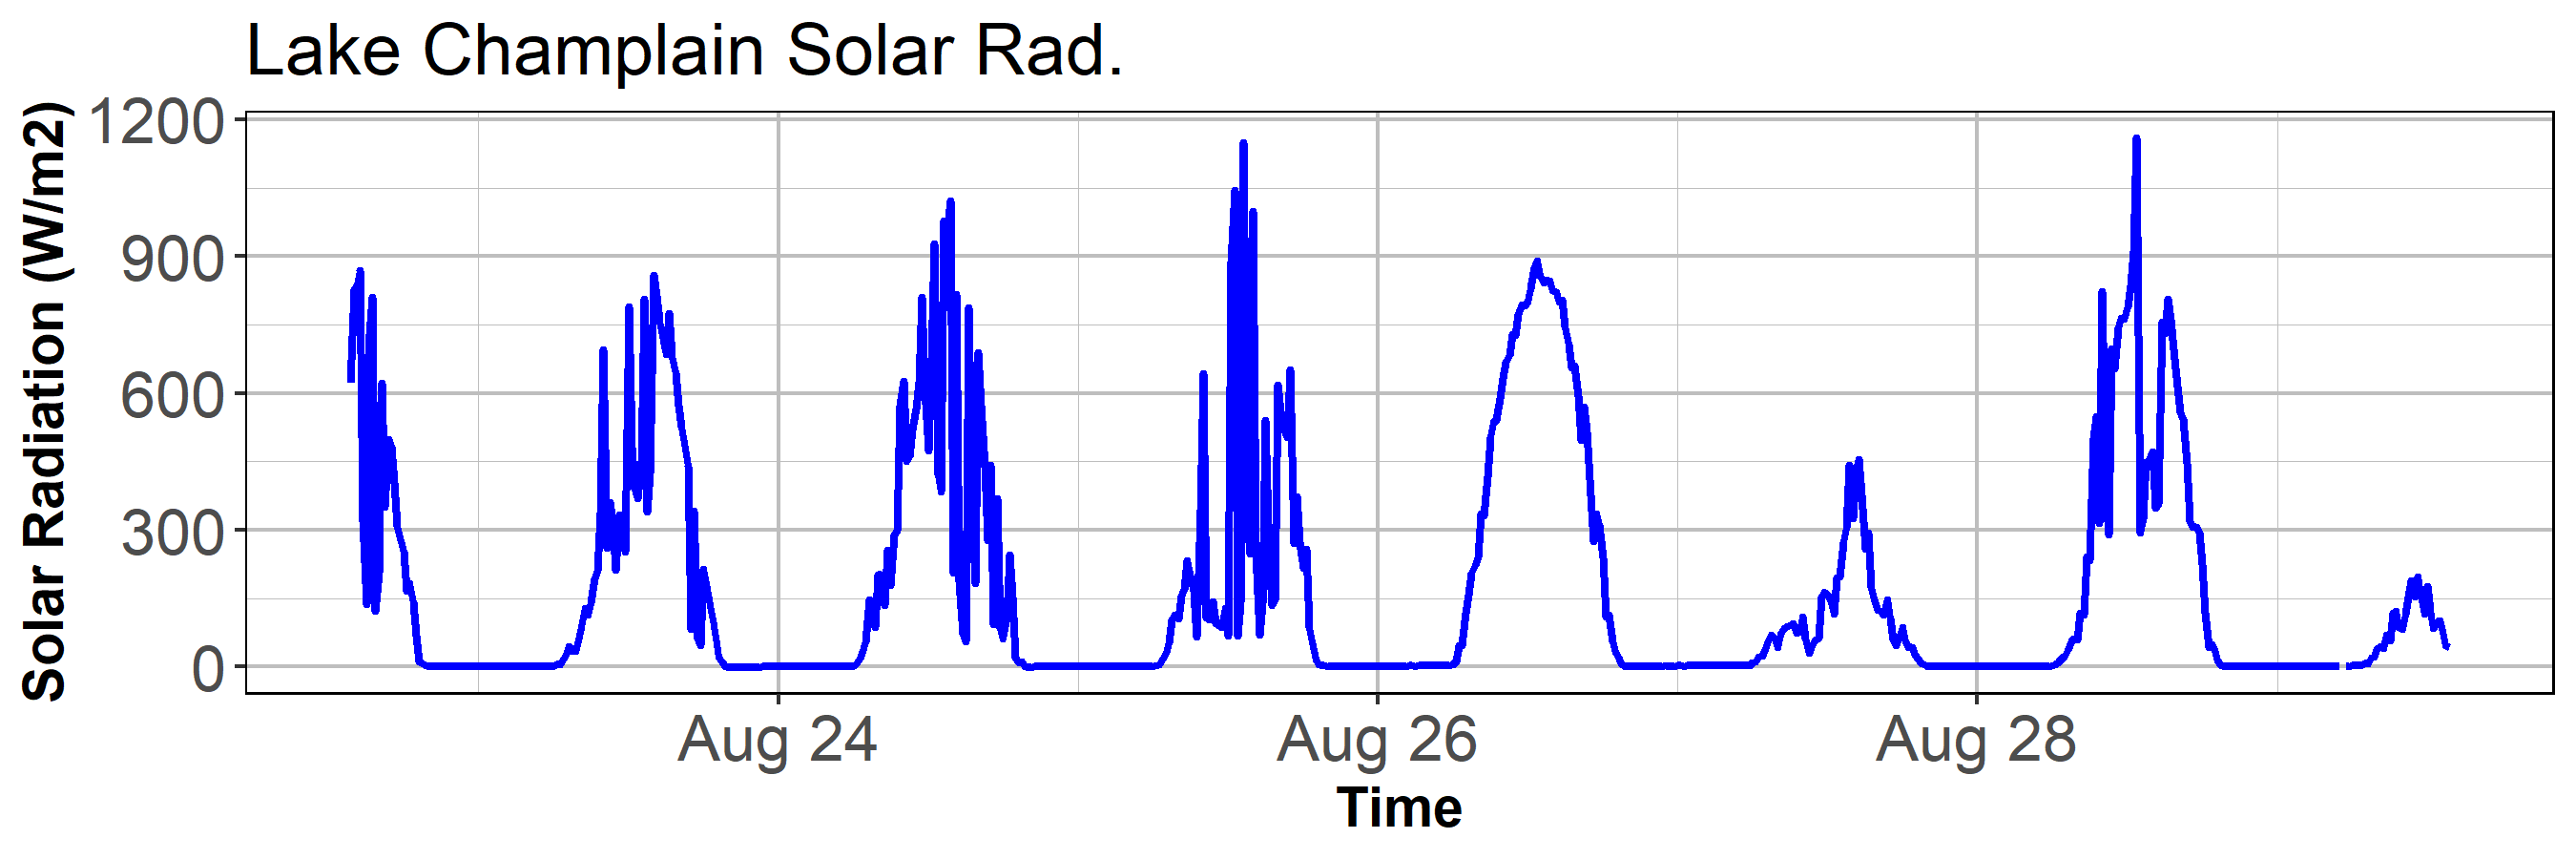 Lake Champlain Solar Rad.
Solar Radiation (W/m2)
1200
900
600
300
0
Aug 24
Aug 26
Aug 28
Time